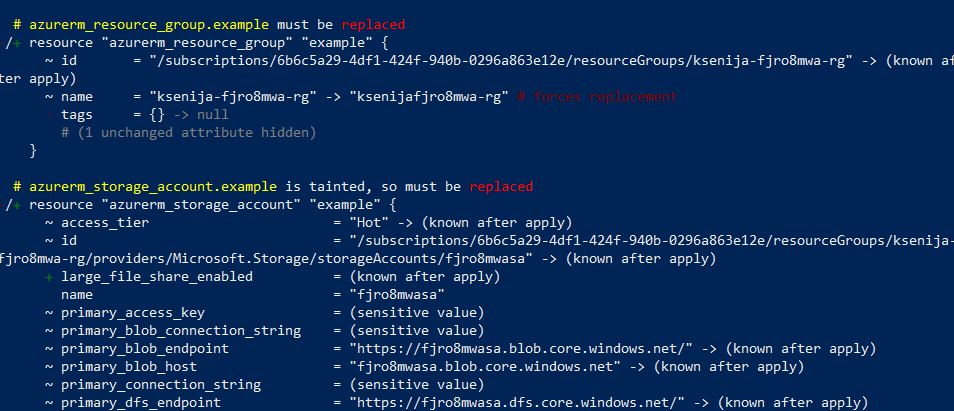 # azurerm_resource_group.example must be replaced
/+ resource "azurerm_resource_group" "example" {
~ id = "/subscriptions/6b6c5a29-4df1-424f-940b-0296a863e12e/resourceGroups/ksenija-fjro8mwa-rg" -> (known af
ter apply)
~ name = "ksenija-fjro8mwa-rg" -> "ksenijafjro8mwa-rg" # forces replacement
- tags = {} -> null
# (1 unchanged attribute hidden)
}
# azurerm_storage_account.example is tainted, so must be replaced
/+ resource "azurerm_storage_account" "example" {
~ access_tier = "Hot" -> (known after apply)
~ id = "/subscriptions/6b6c5a29-4df1-424f-940b-0296a863e12e/resourceGroups/ksenija-
fjro8mwa-rg/providers/Microsoft.Storage/storageAccounts/fjro8mwasa" -> (known after apply)
+ large_file_share_enabled = (known after apply)
name = "fjro8mwasa"
~ primary_access_key = (sensitive value)
~ primary_blob_connection_string = (sensitive value)
~ primary_blob_endpoint = "https://fjro8mwasa.blob.core.windows.net/" -> (known after apply)
~ primary_blob_host = "fjro8mwasa.blob.core.windows.net" -> (known after apply)
~ primary_connection_string = (sensitive value)
~ primary_dfs_endpoint = "https://fjro8mwasa.dfs.core.windows.net/" -> (known after apply)